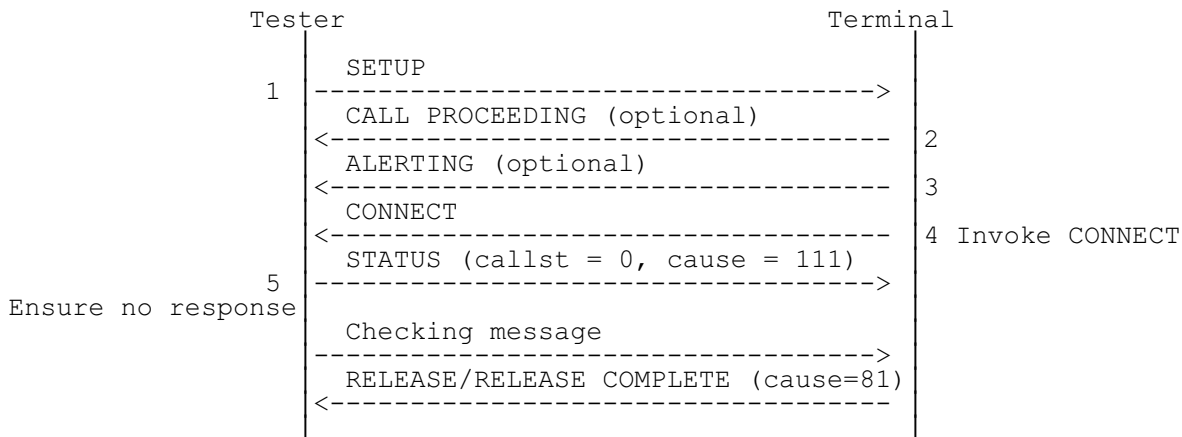 Tester Terminal
SETUP
1
CALL PROCEEDING (optional)
2
ALERTING (optional)
3
CONNECT
4 Invoke CONNECT
STATUS (callst = 0, cause = 111)
5
Ensure no response
Checking message
RELEASE/RELEASE COMPLETE (cause=81)